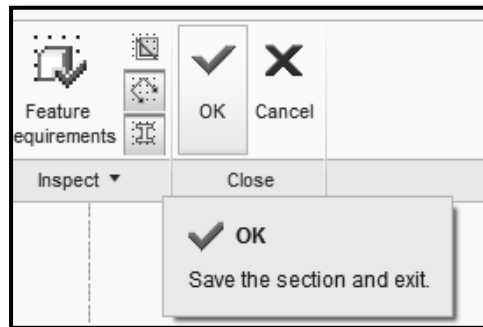 Feature
equirements
OK
Cancel
Inspect
Close
OK
Save the section and exit.